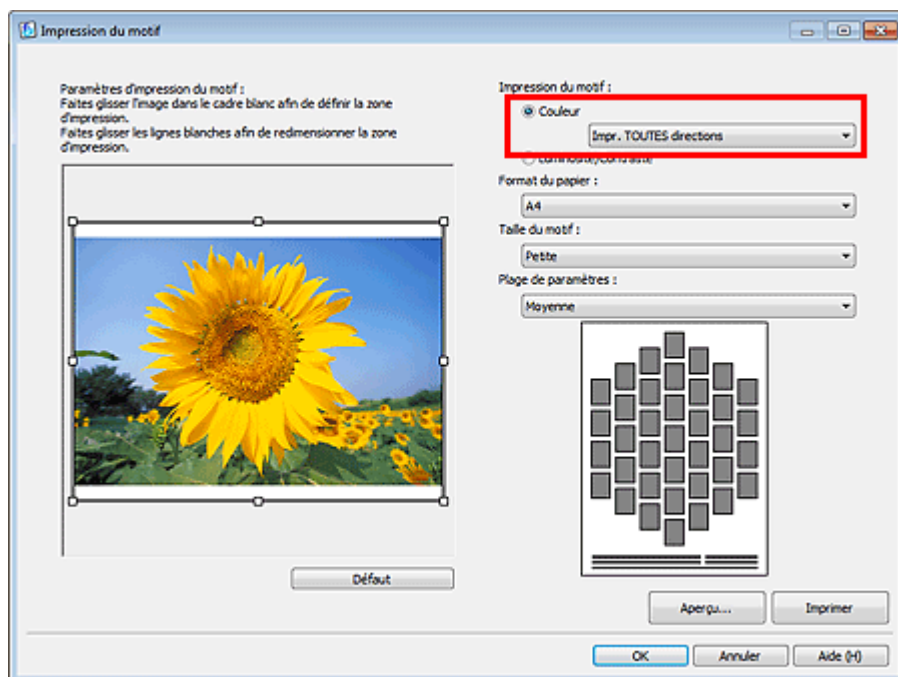 Impression du motif
Paramètres d'impression du motif :
Faites glisser l'image dans le cadre blanc afin de définir la zone
d'impression.
Faites glisser les lignes blanches afin de redimensionner la zone
d'impression.
Défaut
Impression du motif :
Couleur
Impr. TOUTES directions
Luminosité/Contraste
Format du papier :
A4
Taille du motif :
Petite
Plage de paramètres :
Moyenne
Aperçu...
Imprimer
OK
Annuler
Aide (H)